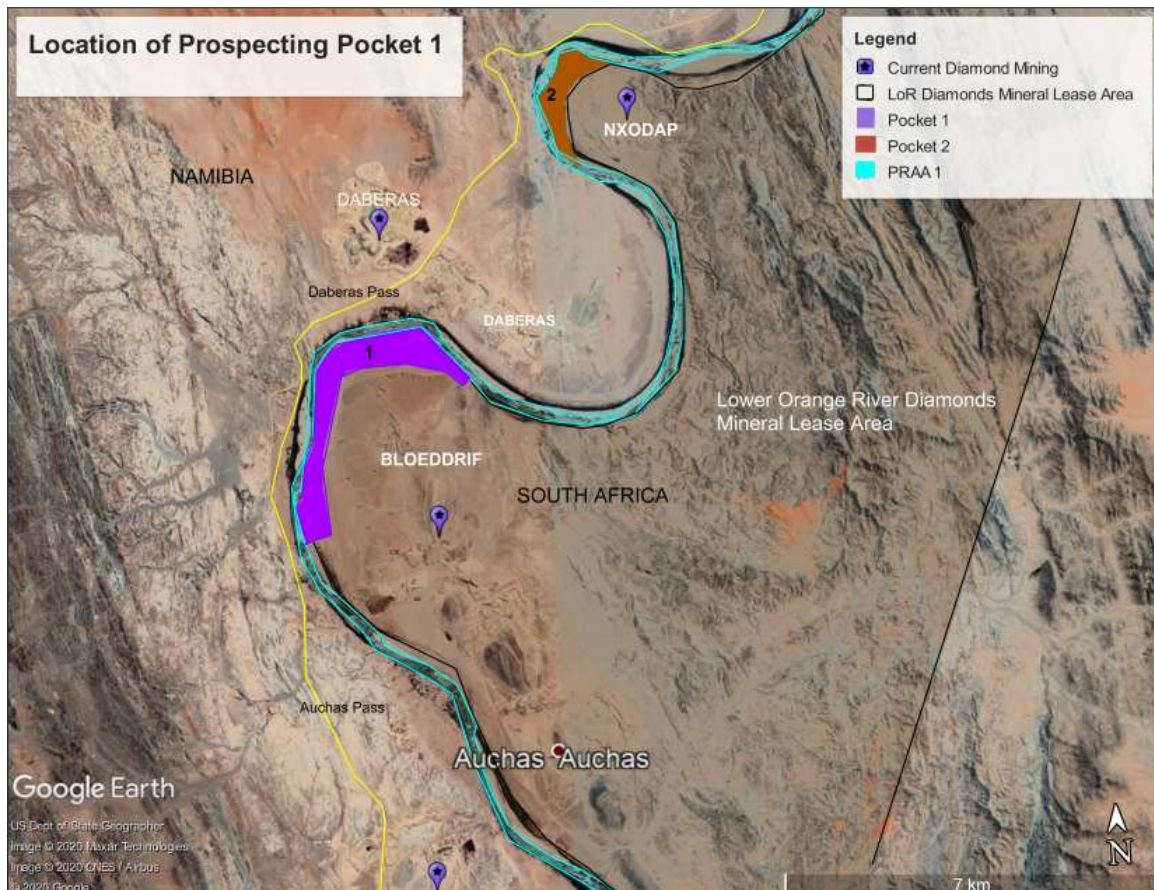 Location of Prospecting Pocket 1
Legend
Current Diamond Mining
LoR Diamonds Mineral Lease Area
Pocket 1
Pocket 2
PRAA 1
2
NXODAP
NAMIBIA
DABERAS
Daberas Pass
DABERAS
1
Lower Orange River Diamonds
Mineral Lease Area
BLOEDDRIF
SOUTH AFRICA
Auchas Pass
Auchas Auchas
Google Earth
US Dept of State Geographer
Image © 2020 Maxar Technologies
Image © 2020 CNES / Airbus
© 2020 Google
N
7 km